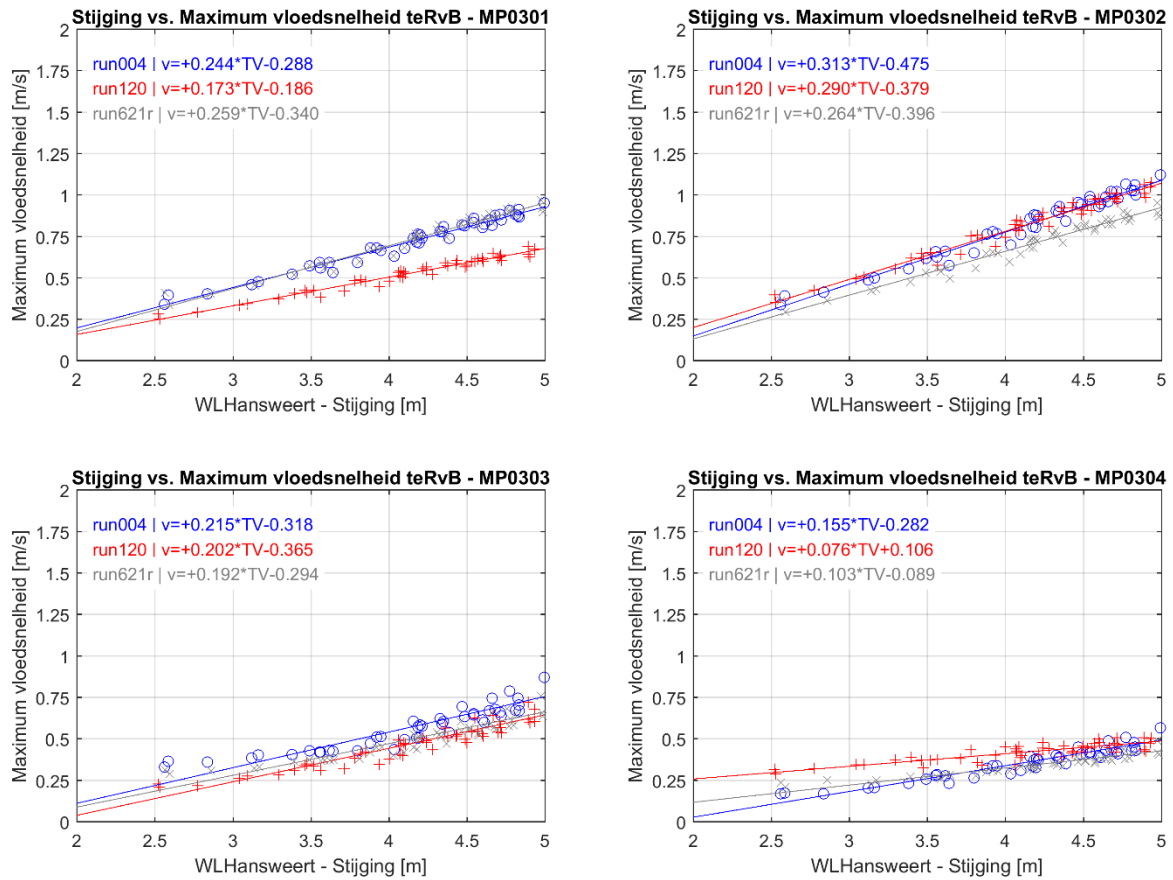 Stijging vs. Maximum vloedsnelheid teRvB - MP0301
2
1.75
1.5
1.25
1
0.75
0.5
0.25
0
run004 | v=+0.244*TV-0.288
run120 | v=+0.173*TV-0.186
run621r | v=+0.259*TV-0.340
Maximum vloedsnelheid [m/s]
2
2.5
3
3.5
4
4.5
5
WLHansweert - Stijging [m]
Stijging vs. Maximum vloedsnelheid teRvB - MP0302
2
1.75
1.5
1.25
1
0.75
0.5
0.25
0
run004 | v=+0.313*TV-0.475
run120 | v=+0.290*TV-0.379
run621r | v=+0.264*TV-0.396
Maximum vloedsnelheid [m/s]
2
2.5
3
3.5
4
4.5
5
WLHansweert - Stijging [m]
Stijging vs. Maximum vloedsnelheid teRvB - MP0303
2
1.75
1.5
1.25
1
0.75
0.5
0.25
0
run004 | v=+0.215*TV-0.318
run120 | v=+0.202*TV-0.365
run621r | v=+0.192*TV-0.294
Maximum vloedsnelheid [m/s]
2
2.5
3
3.5
4
4.5
5
WLHansweert - Stijging [m]
Stijging vs. Maximum vloedsnelheid teRvB - MP0304
2
1.75
1.5
1.25
1
0.75
0.5
0.25
0
run004 | v=+0.155*TV-0.282
run120 | v=+0.076*TV+0.106
run621r | v=+0.103*TV-0.089
Maximum vloedsnelheid [m/s]
2
2.5
3
3.5
4
4.5
5
WLHansweert - Stijging [m]